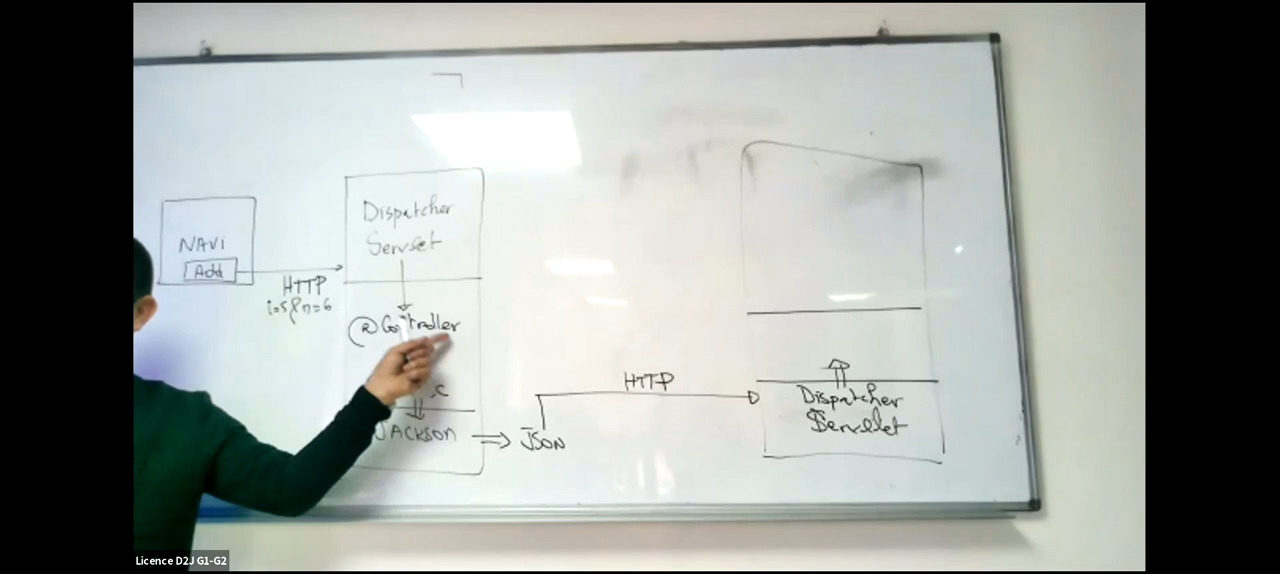 NAVi
Add
HTTP
i=5&n=6
Dispatcher
Servlet
@Controller
C
JACKSON
JSON
HTTP
Dispatcher
Servlet
Licence D2J G1-G2